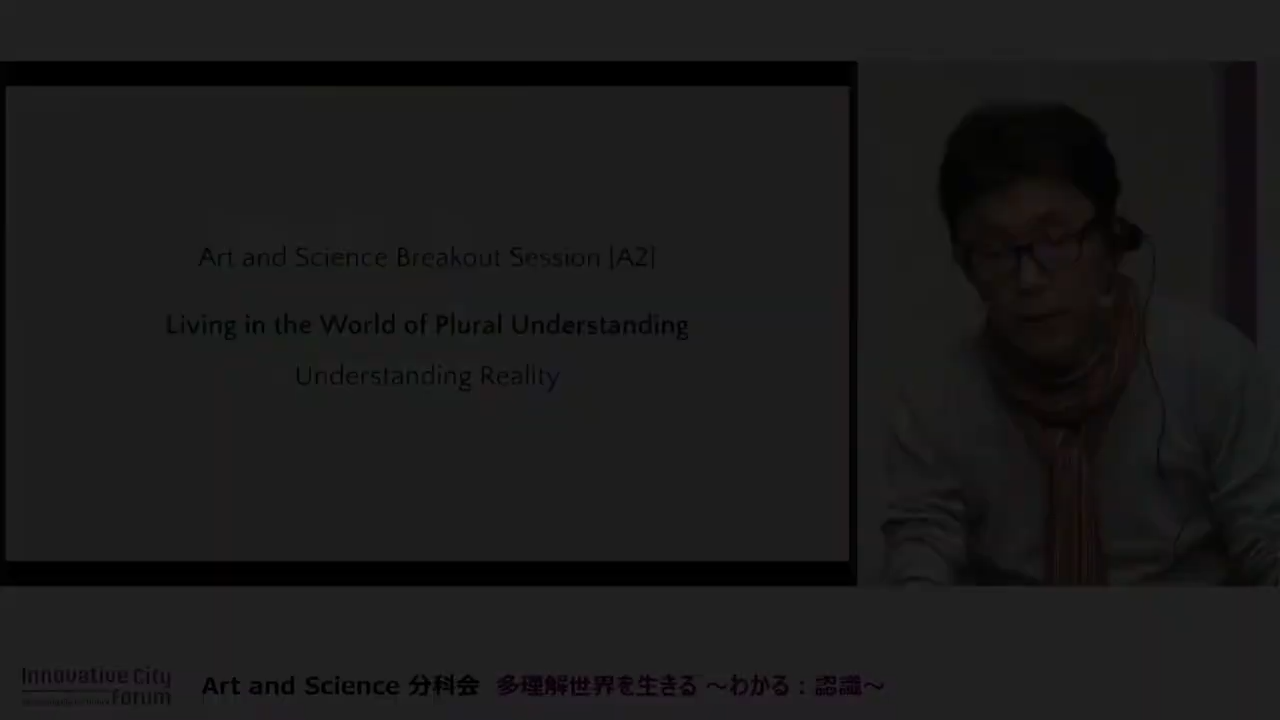 Art and Science Breakout Session [A2]
Living in the World of Plural Understanding
Understanding Reality
Innovative City
Forum
Art and Science 分科会 多理解世界を生きる ～わかる：認識～